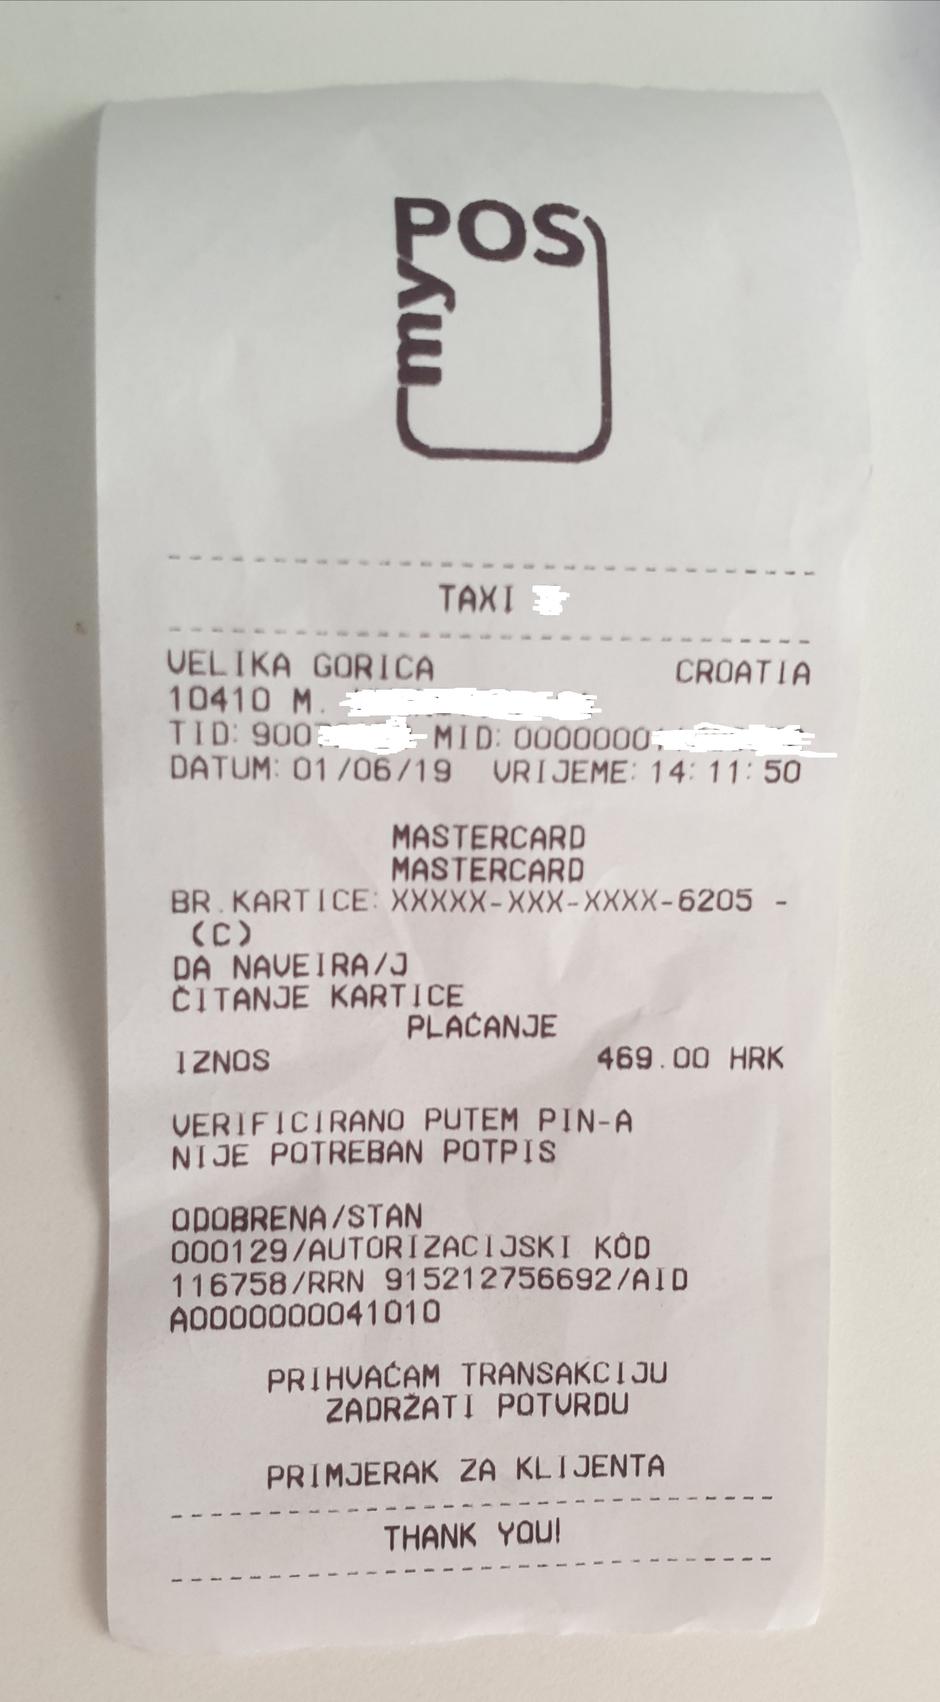 myPOS
TAXI
VELIKA GORICA CROATIA
10410 M.
TID: 900 MID: 0000000
DATUM: 01/06/19 VRIJEME: 14:11:50
MASTERCARD
MASTERCARD
BR.KARTICE: XXXXX-XXX-XXXX-6205 -
(C)
DA NAVEIRA/J
ČITANJE KARTICE
PLAĆANJE
IZNOS 469.00 HRK
VERIFICIRANO PUTEM PIN-A
NIJE POTREBAN POTPIS
ODOBRENA/STAN
000129/AUTORIZACIJSKI KÔD
116758/RRN 915212756692/AID
A0000000041010
PRIHVAĆAM TRANSAKCIJU
ZADRŽATI POTVRDU
PRIMJERAK ZA KLIJENTA
THANK YOU!